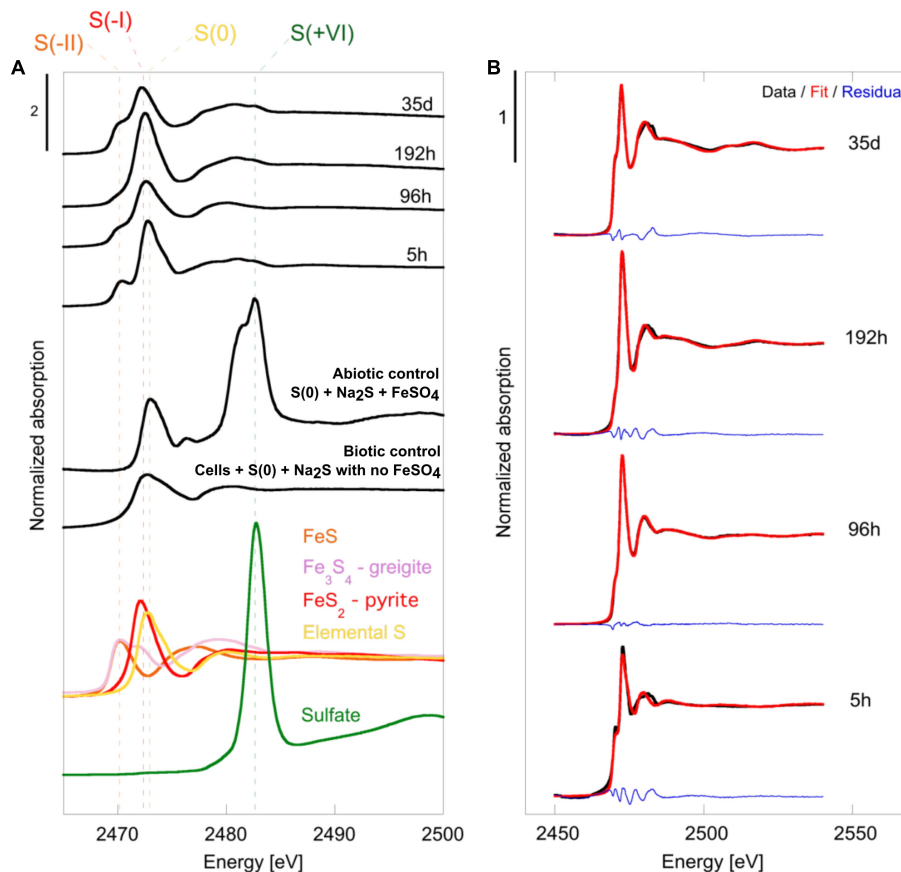 S(-I)
S(0)
S(+VI)
S(-II)
A
B
2
35d
192h
96h
5h
Abiotic control
S(0) + Na2S + FeSO4
Biotic control
Cells + S(0) + Na2S with no FeSO4
FeS
Fe3S4 - greigite
FeS2 - pyrite
Elemental S
Sulfate
Normalized absorption
2470
2480
2490
2500
Energy [eV]
1
Data / Fit / Residua
35d
192h
96h
5h
Normalized absorption
2450
2500
2550
Energy [eV]